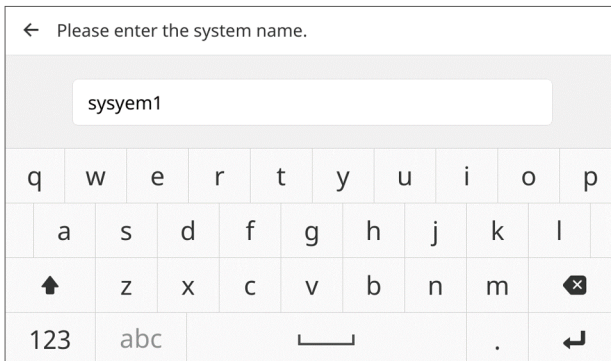 Please enter the system name.
sysyem1
q w e r t y u i o p
a s d f g h j k l
z x c v b n m
123 abc .